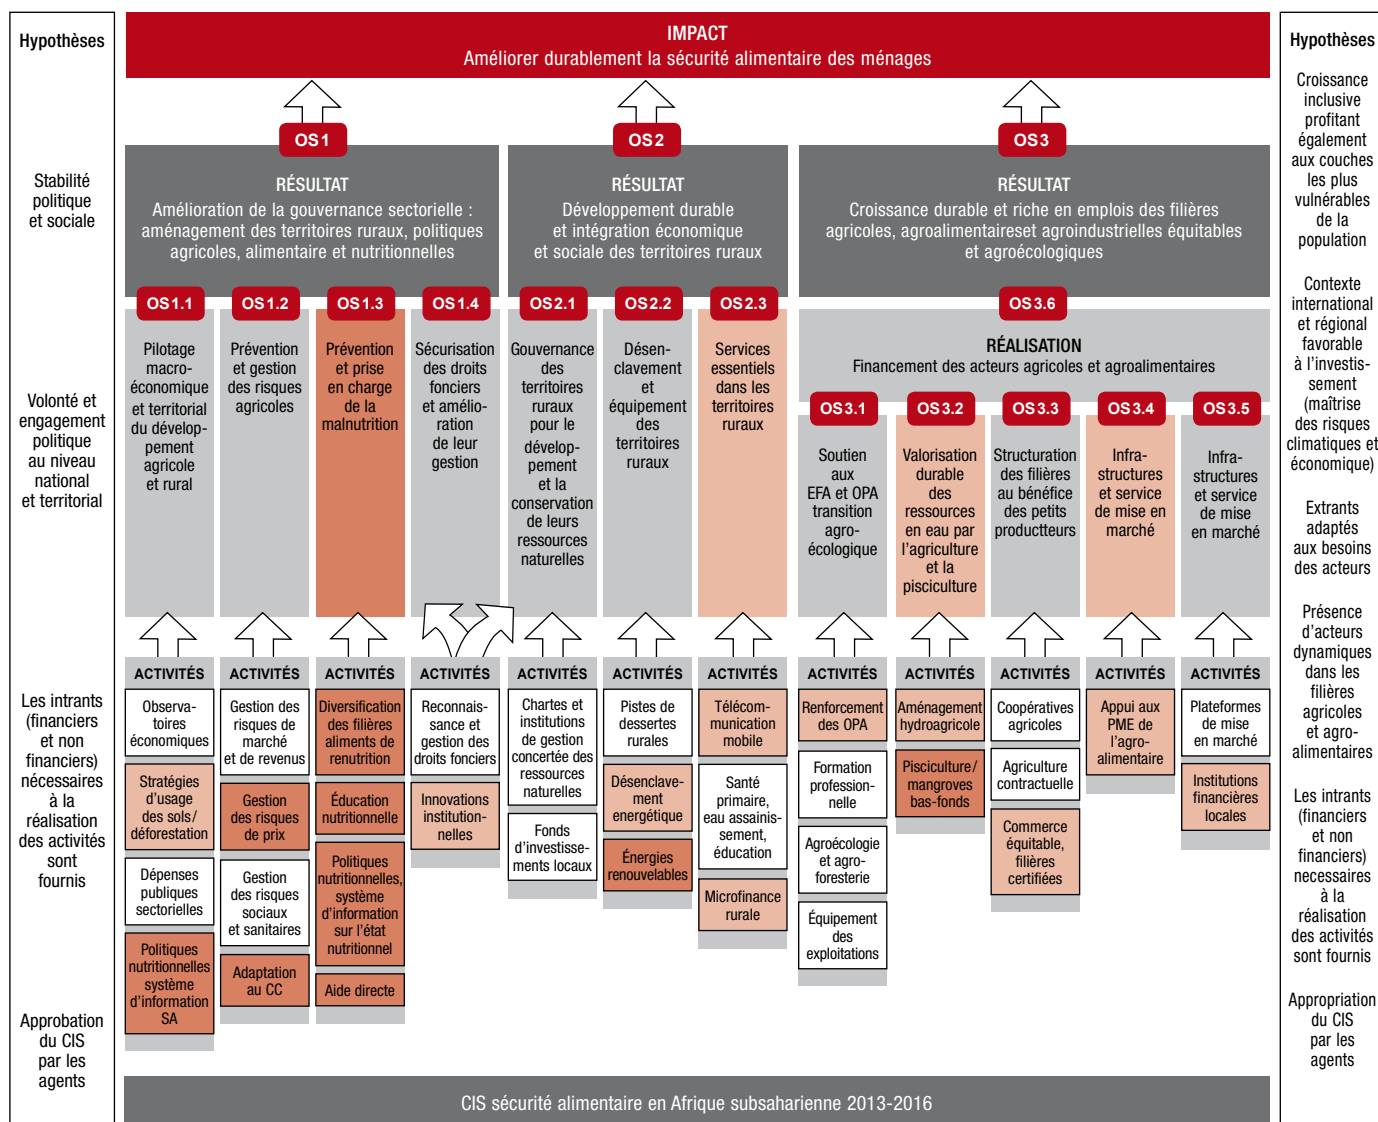 Hypothèses
Stabilité
politique
et sociale
Volonté et
engagement
politique
au niveau
national
et territorial
Les intrants
(financiers
et non
financiers)
nécessaires
à la
réalisation
des activités
sont
fournis
Approbation
du CIS
par les
agents
IMPACT
Améliorer durablement la sécurité alimentaire des ménages
OS1
RÉSULTAT
Amélioration de la gouvernance sectorielle :
aménagement des territoires ruraux, politiques
agricoles, alimentaire et nutritionnelles
OS2
RÉSULTAT
Développement durable
et intégration économique
et sociale des territoires ruraux
OS3
RÉSULTAT
Croissance durable et riche en emplois des filières
agricoles, agroalimentaireset agroindustrielles équitables
et agroécologiques
OS1.1
Pilotage
macro-
économique
et territorial
du dévelop-
pement
agricole
et rural
OS1.2
Prévention
et gestion
des risques
agricoles
OS1.3
Prévention
et prise
en charge
de la
malnutrition
OS1.4
Sécurisation
des droits
fonciers
et amélio-
ration
de leur
gestion
OS2.1
Gouvernance
des
territoires
ruraux
pour le
dévelop-
ppement
et la
conservation
de leurs
ressources
naturelles
OS2.2
Désen-
clavement
et
équipement
des
territoires
ruraux
OS2.3
Services
essentiels
dans les
territoires
ruraux
OS3.6
RÉALISATION
Financement des acteurs agricoles et agroalimentaires
OS3.1
Soutien
aux
EFA et OPA
transition
agro-
écologique
OS3.2
Valorisation
durable
des
ressources
en eau par
l'agriculture
et la
pisciculture
OS3.3
Structuration
des filières
au bénéfice
des petits
productteurs
OS3.4
Infra-
structures
et service
de mise en
marché
OS3.5
Infra-
structures
et service
de mise
en marché
ACTIVITÉS
Observa-
toires
économiques
Stratégies
d'usage
des sols/
déforestation
Dépenses
publiques
sectorielles
Politiques
nutritionnelles
système
d'information
SA
ACTIVITÉS
Gestion des
risques de
marché
et de revenus
Gestion
des risques
de prix
Gestion
des risques
sociaux
et sanitaires
Adaptation
au CC
ACTIVITÉS
Diversification
des filières
aliments de
renutrition
Éducation
nutritionnelle
Politiques
nutritionnelles,
système
d'information
sur l'état
nutritionnel
Aide directe
ACTIVITÉS
Reconnais-
sance et
gestion des
droits fonciers
Innovations
institution-
nelles
ACTIVITÉS
Chartes et
institutions
de gestion
concertée des
ressources
naturelles
Fonds
d'investisse-
ments locaux
ACTIVITÉS
Pistes de
dessertes
rurales
Désenclave-
ment
energétique
Énergies
renouvelables
ACTIVITÉS
Télécom-
munication
mobile
Santé
primaire,
eau assainis-
sement,
éducation
Microfinance
rurale
ACTIVITÉS
Renforcement
des OPA
Formation
profession-
nelle
Agroécologie
et agro-
foresterie
Équipement
des
exploitations
ACTIVITÉS
Aménagement
hydroagricole
Pisciculture/
mangroves
bas-fonds
ACTIVITÉS
Coopératives
agricoles
Agriculture
contractuelle
Commerce
équitable,
filières
certifiées
ACTIVITÉS
Appui aux
PME de
l'agro-
alimentaire
ACTIVITÉS
Plateformes
de mise
en marché
Institutions
financières
locales
CIS sécurité alimentaire en Afrique subsaharienne 2013-2016
Hypothèses
Croissance
inclusive
profitant
également
aux couches
les plus
vulnérables
de la
population
Contexte
international
et régional
favorable
à l'investis-
sement
(maîtrise
des risques
climatiques et
économique)
Extrants
adaptés
aux besoins
des acteurs
Présence
d'acteurs
dynamiques
dans les
filières
agricoles
et agro-
alimentaires
Les intrants
(financiers
et non
financiers)
necessaires
à la
réalisation
des activités
sont fournis
Appropriation
du CIS
par les
agents